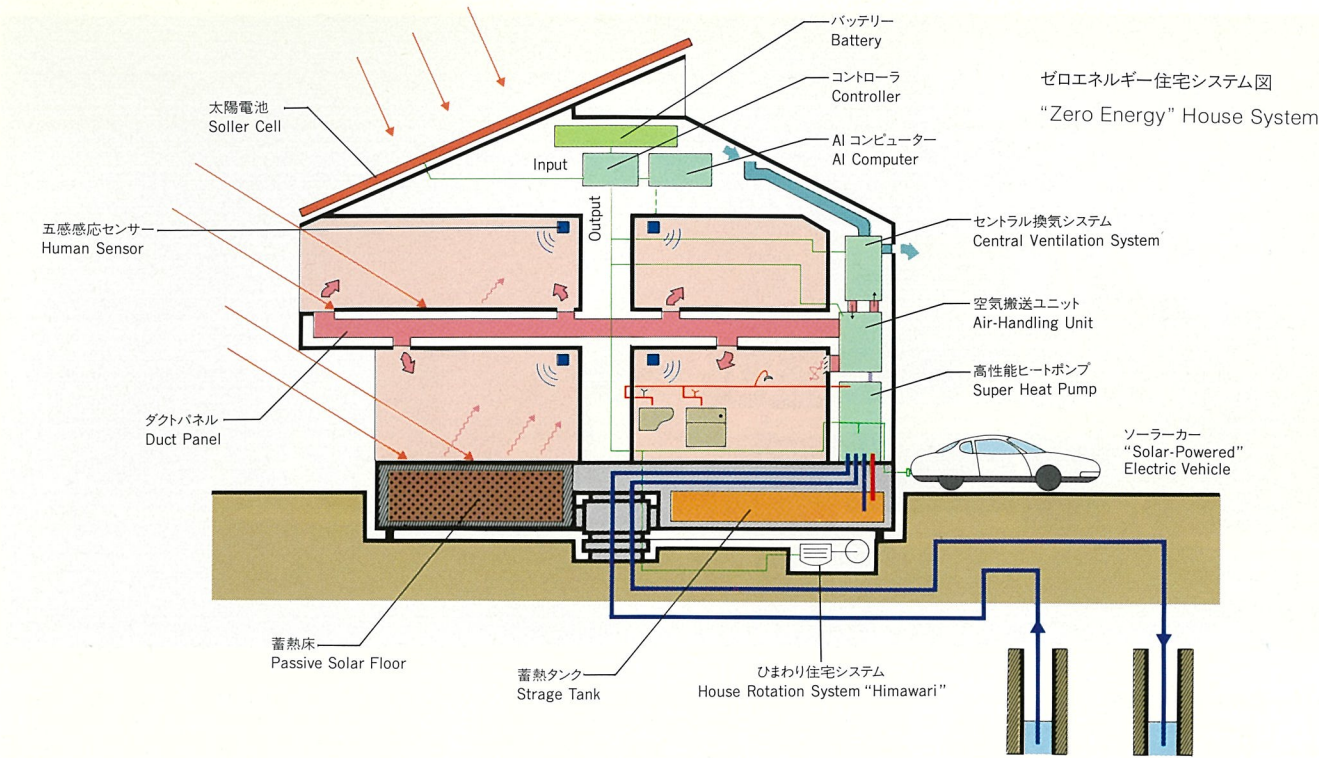 バッテリー
Battery
コントローラ
Controller
ゼロエネルギー住宅システム図
"Zero Energy" House System
太陽電池
Soller Cell
AI コンピューター
AI Computer
Input
Output
五感感応センサー
Human Sensor
セントラル換気システム
Central Ventilation System
空気搬送ユニット
Air-Handling Unit
高性能ヒートポンプ
Super Heat Pump
ダクトパネル
Duct Panel
ソーラーカー
"Solar-Powered"
Electric Vehicle
蓄熱床
Passive Solar Floor
蓄熱タンク
Strage Tank
ひまわり住宅システム
House Rotation System "Himawari"